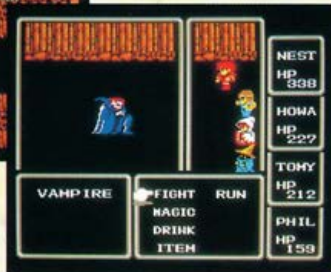 NEST
HP
338
HOWA
HP
227
TOMY
HP
212
PHIL
HP
159
VAMPIRE
FIGHT RUN
MAGIC
DRINK
ITEM